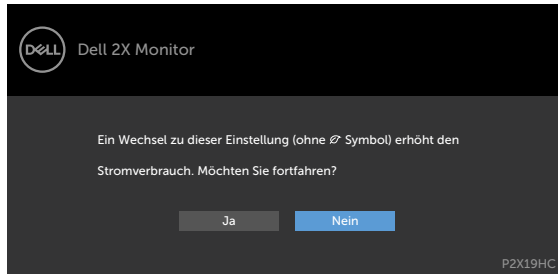 DELL
Dell 2X Monitor
Ein Wechsel zu dieser Einstellung (ohne Symbol) erhöht den
Stromverbrauch. Möchten Sie fortfahren?
Ja
Nein
P2X19HC